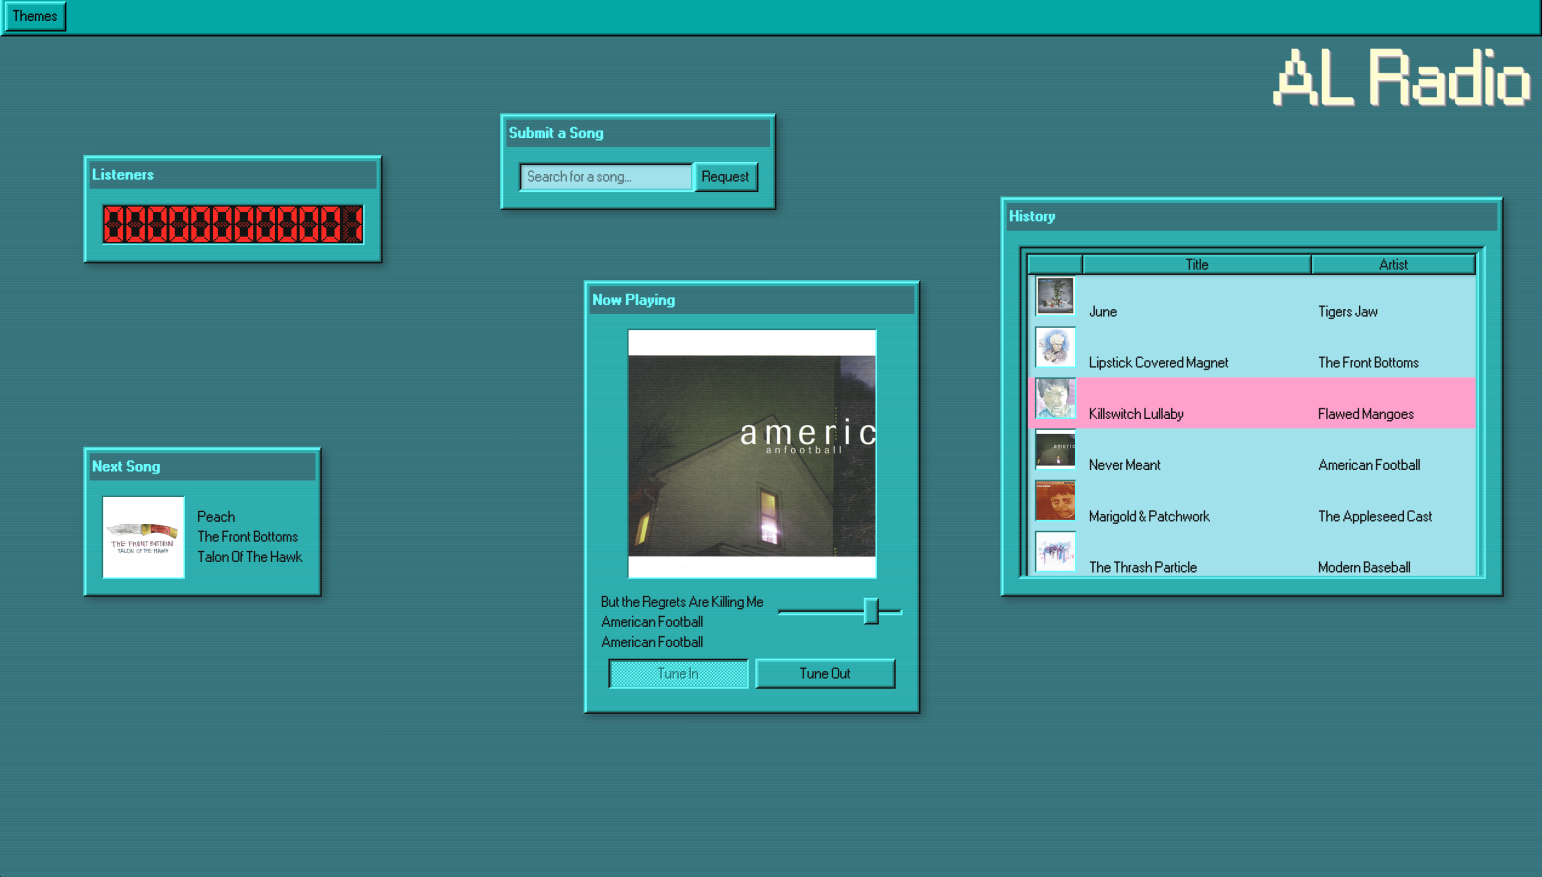 Themes
AL Radio
Submit a Song
Search for a song...
Request
Listeners
000000000001
History
Title Artist
June Tigers Jaw
Lipstick Covered Magnet The Front Bottoms
Killswitch Lullaby Flawed Mangoes
Never Meant American Football
Marigold & Patchwork The Appleseed Cast
The Thrash Particle Modern Baseball
Now Playing
americ
anfootball
But the Regrets Are Killing Me
American Football
American Football
Tune In
Tune Out
Next Song
THE FRONT BOTTOMS
TALON OF THE HAWK
Peach
The Front Bottoms
Talon Of The Hawk